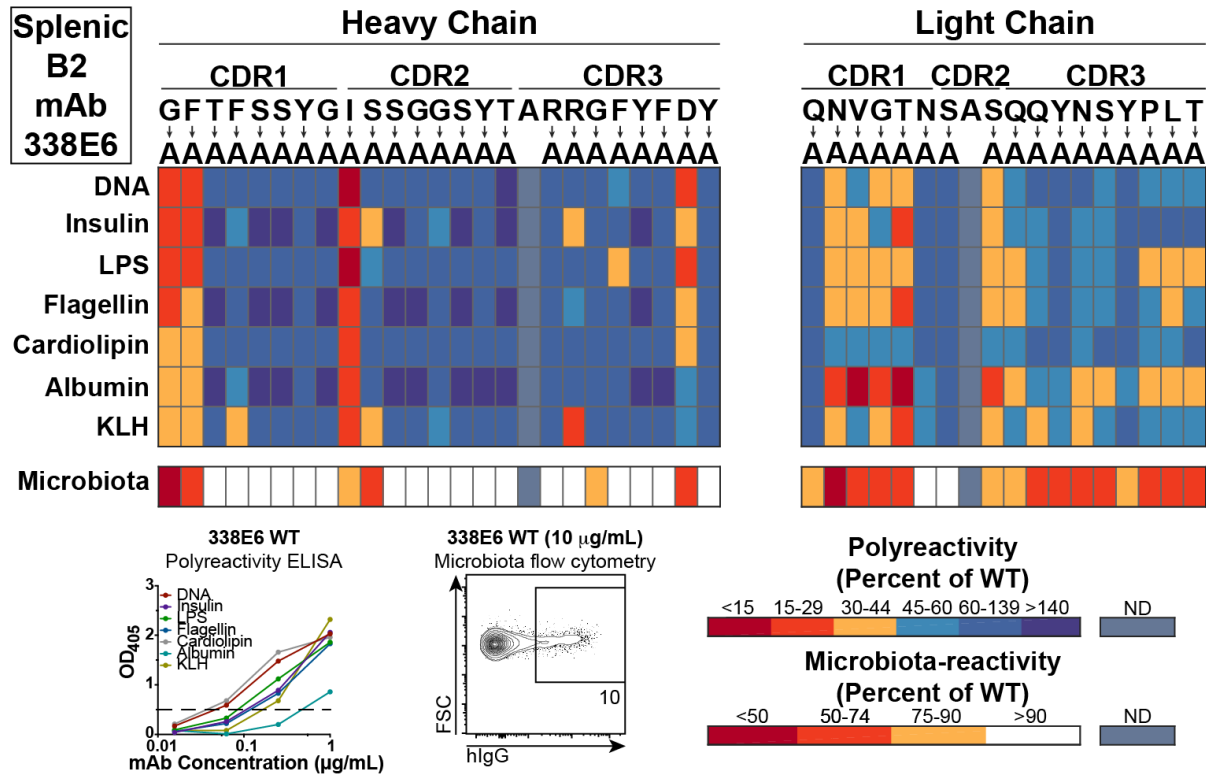 Splenic
B2
mAb
338E6
Heavy Chain
Light Chain
CDR1 CDR2 CDR3
CDR1 CDR2 CDR3
G F T F S S Y G I S S G G S Y T A R R G F Y F D Y
Q N V G T N S A S Q Q Y N S Y P L T
A A A A A A A A A A A A A A A A A A A A A A A A
A A A A A A A A A A A A A A A A A
DNA
Insulin
LPS
Flagellin
Cardiolipin
Albumin
KLH
Microbiota
338E6 WT
Polyreactivity ELISA
3
2
1
0
OD405
DNA
Insulin
LPS
Flagellin
Cardiolipin
Albumin
KLH
0.01 0.1 1
mAb Concentration (µg/mL)
338E6 WT (10 µg/mL)
Microbiota flow cytometry
FSC
10
hIgG
Polyreactivity
(Percent of WT)
<15 15-29 30-44 45-60 60-139 >140
ND
Microbiota-reactivity
(Percent of WT)
<50 50-74 75-90 >90
ND